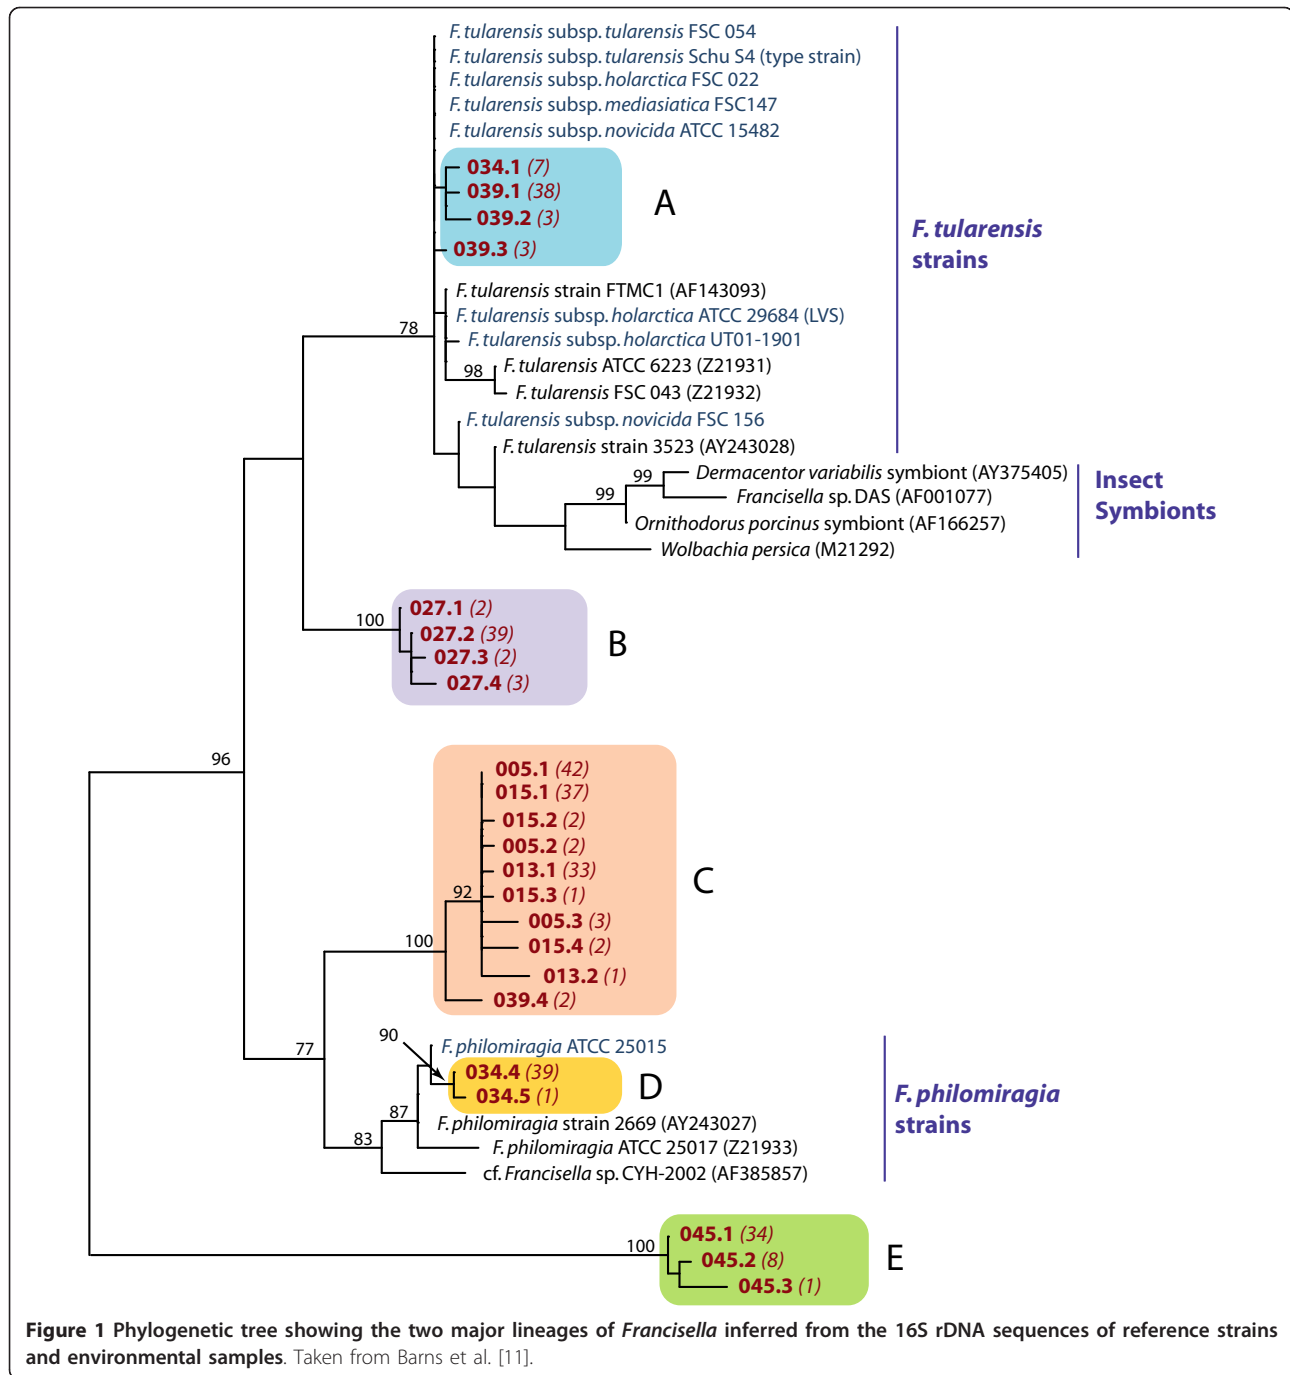 F. tularensis subsp. tularensis FSC 054
F. tularensis subsp. tularensis Schu S4 (type strain)
F. tularensis subsp. holarctica FSC 022
F. tularensis subsp. mediasiatica FSC147
F. tularensis subsp. novicida ATCC 15482
034.1 (7)
039.1 (38)
039.2 (3)
039.3 (3)
A
F. tularensis
strains
F. tularensis strain FTMC1 (AF143093)
F. tularensis subsp. holarctica ATCC 29684 (LVS)
78
F. tularensis subsp. holarctica UT01-1901
F. tularensis ATCC 6223 (Z21931)
98
F. tularensis FSC 043 (Z21932)
F. tularensis subsp. novicida FSC 156
F. tularensis strain 3523 (AY243028)
99
Dermacentor variabilis symbiont (AY375405)
99
Francisella sp. DAS (AF001077)
Ornithodorus porcinus symbiont (AF166257)
Wolbachia persica (M21292)
Insect
Symbionts
100
027.1 (2)
027.2 (39)
027.3 (2)
027.4 (3)
B
96
005.1 (42)
015.1 (37)
015.2 (2)
005.2 (2)
013.1 (33)
92
015.3 (1)
005.3 (3)
015.4 (2)
013.2 (1)
039.4 (2)
100
C
77
90
F. philomiragia ATCC 25015
034.4 (39)
034.5 (1)
D
87
F. philomiragia strain 2669 (AY243027)
83
F. philomiragia ATCC 25017 (Z21933)
cf. Francisella sp. CYH-2002 (AF385857)
F. philomiragia
strains
100
045.1 (34)
045.2 (8)
045.3 (1)
E
Figure 1 Phylogenetic tree showing the two major lineages of Francisella inferred from the 16S rDNA sequences of reference strains
and environmental samples. Taken from Barns et al. [11].